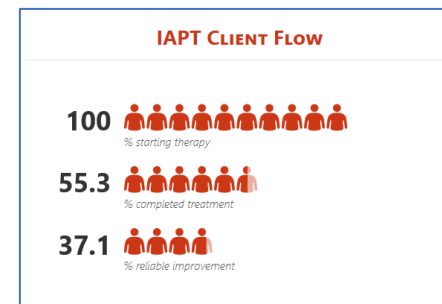 IAPT Client Flow
100
% starting therapy
55.3
% completed treatment
37.1
% reliable improvement